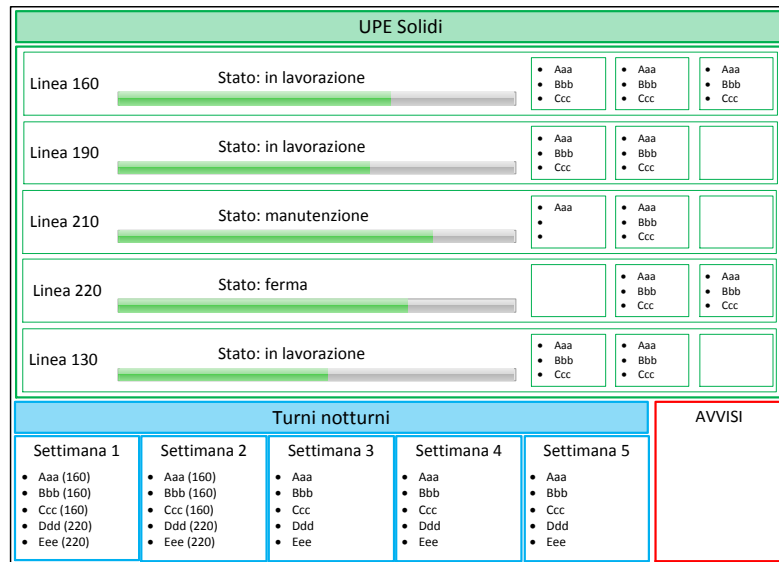 UPE Solidi
Linea 160
Stato: in lavorazione
• Aaa
• Bbb
• Ccc
• Aaa
• Bbb
• Ccc
• Aaa
• Bbb
• Ccc
Linea 190
Stato: in lavorazione
• Aaa
• Bbb
• Ccc
• Aaa
• Bbb
• Ccc
Linea 210
Stato: manutenzione
• Aaa
•
•
• Aaa
• Bbb
• Ccc
Linea 220
Stato: ferma
• Aaa
• Bbb
• Ccc
• Aaa
• Bbb
• Ccc
Linea 130
Stato: in lavorazione
• Aaa
• Bbb
• Ccc
• Aaa
• Bbb
• Ccc
Turni notturni
Settimana 1
• Aaa (160)
• Bbb (160)
• Ccc (160)
• Ddd (220)
• Eee (220)
Settimana 2
• Aaa (160)
• Bbb (160)
• Ccc (160)
• Ddd (220)
• Eee (220)
Settimana 3
• Aaa
• Bbb
• Ccc
• Ddd
• Eee
Settimana 4
• Aaa
• Bbb
• Ccc
• Ddd
• Eee
Settimana 5
• Aaa
• Bbb
• Ccc
• Ddd
• Eee
AVVISI